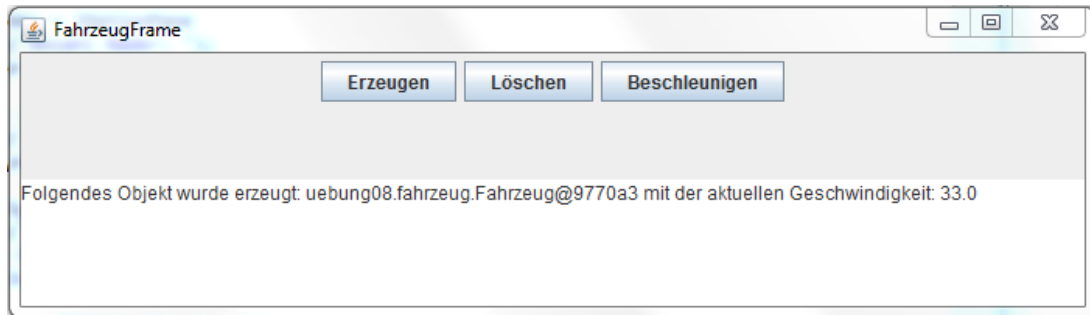 FahrzeugFrame
Erzeugen Löschen Beschleunigen
Folgendes Objekt wurde erzeugt: uebung08.fahrzeug.Fahrzeug@9770a3 mit der aktuellen Geschwindigkeit: 33.0